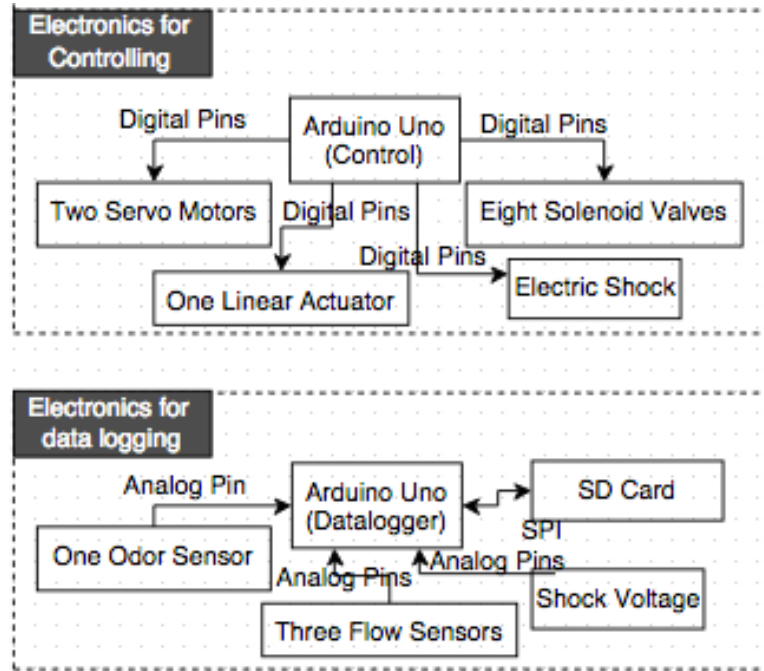 Electronics for
Controlling
Digital Pins
Arduino Uno
(Control)
Digital Pins
Two Servo Motors
Digital Pins
Eight Solenoid Valves
Digital Pins
One Linear Actuator
Electric Shock
Electronics for
data logging
Analog Pin
Arduino Uno
(Datalogger)
SD Card
SPI
One Odor Sensor
Analog Pins
Analog Pins
Shock Voltage
Three Flow Sensors